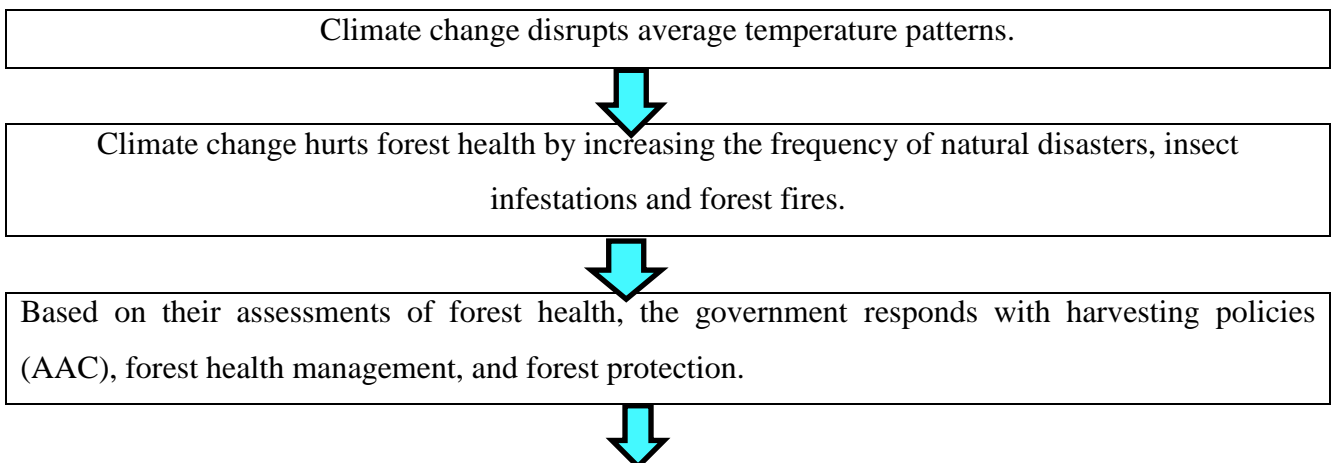 Climate change disrupts average temperature patterns.
Climate change hurts forest health by increasing the frequency of natural disasters, insect
infestations and forest fires.
Based on their assessments of forest health, the government responds with harvesting policies
(AAC), forest health management, and forest protection.